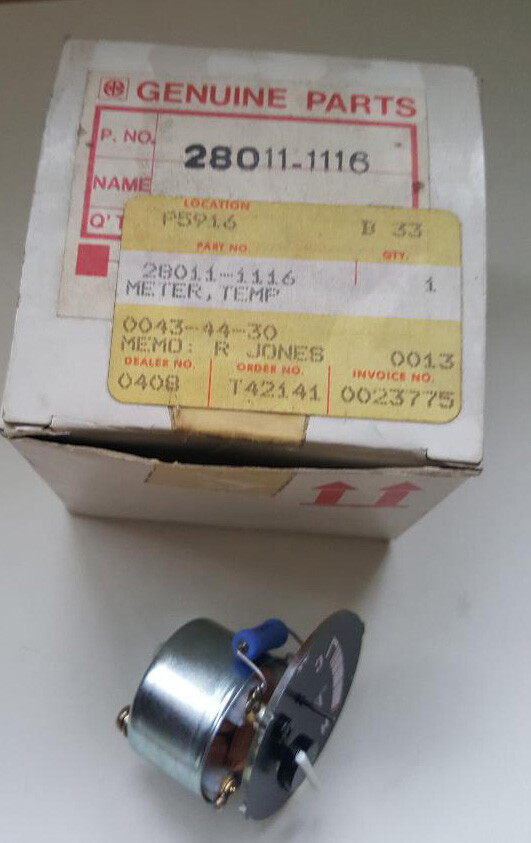 GENUINE PARTS
P. NO.
28011-1116
NAME
Q'T
LOCATION
P5916 B 33
PART NO. QTY.
28011-1116 1
METER, TEMP
0043-44-30
MEMO: R JONES 0013
DEALER NO. ORDER NO. INVOICE NO.
0408 T42141 0023775
C